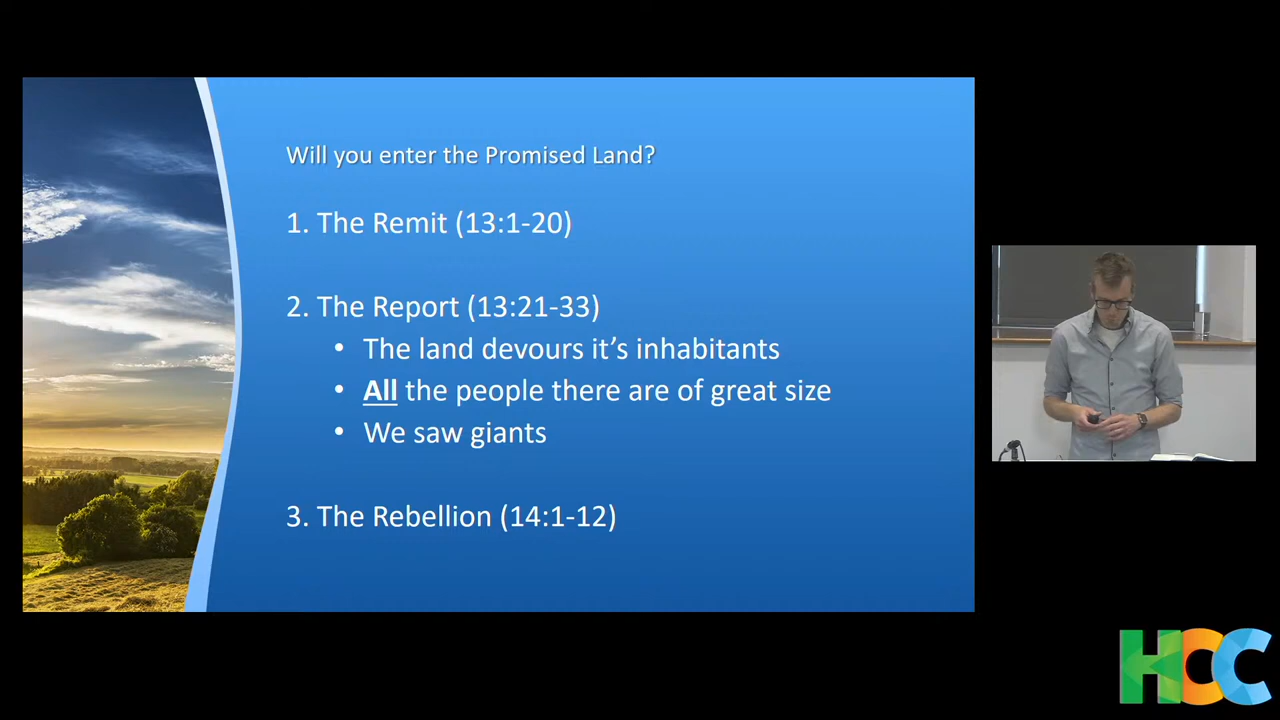 Will you enter the Promised Land?
1. The Remit (13:1-20)
2. The Report (13:21-33)
• The land devours it’s inhabitants
• All the people there are of great size
• We saw giants
3. The Rebellion (14:1-12)
HCC